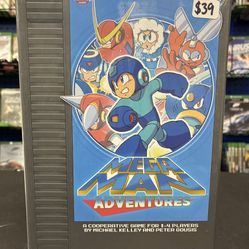 $39
MEGA
MAN
ADVENTURES
A COOPERATIVE GAME FOR 1-4 PLAYERS
BY MICHAEL KELLEY AND PETER GOUSIS